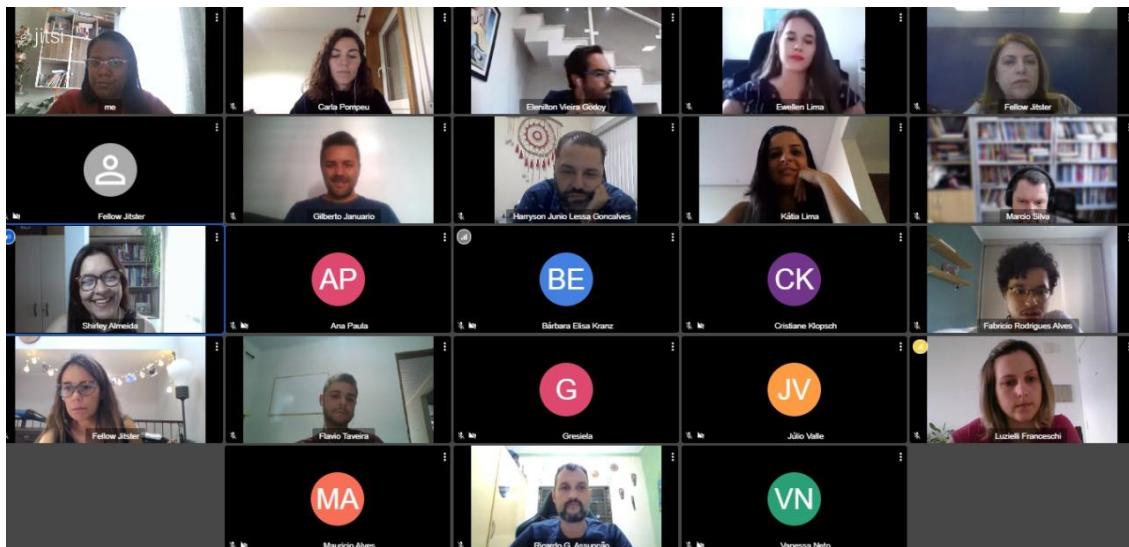 jitsi
me
Carla Pompeu
Elenilton Vieira Godoy
Ewellen Lima
Fellow Jitster
Fellow Jitster
Gilberto Januario
Harryson Junio Lessa Goncalves
Kátia Lima
Marcio Silva
Shirley Almeida
AP
Ana Paula
BE
Bárbara Elisa Kranz
CK
Cristiane Klopsch
Fabricio Rodrigues Alves
Fellow Jitster
Flavio Taveira
G
Gresiela
JV
Júlio Valle
Luzielli Franceschi
MA
Mauricio Alves
Ricardo G. Assunção
VN
Vanessa Neto